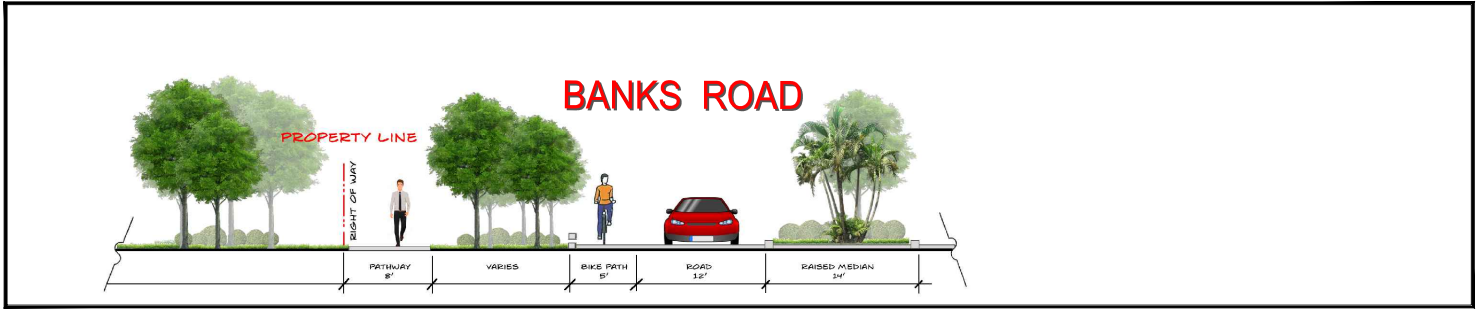 BANKS ROAD
PROPERTY LINE
RIGHT OF WAY
PATHWAY
8'
VARIES
BIKE PATH
5'
ROAD
12'
RAISED MEDIAN
14'